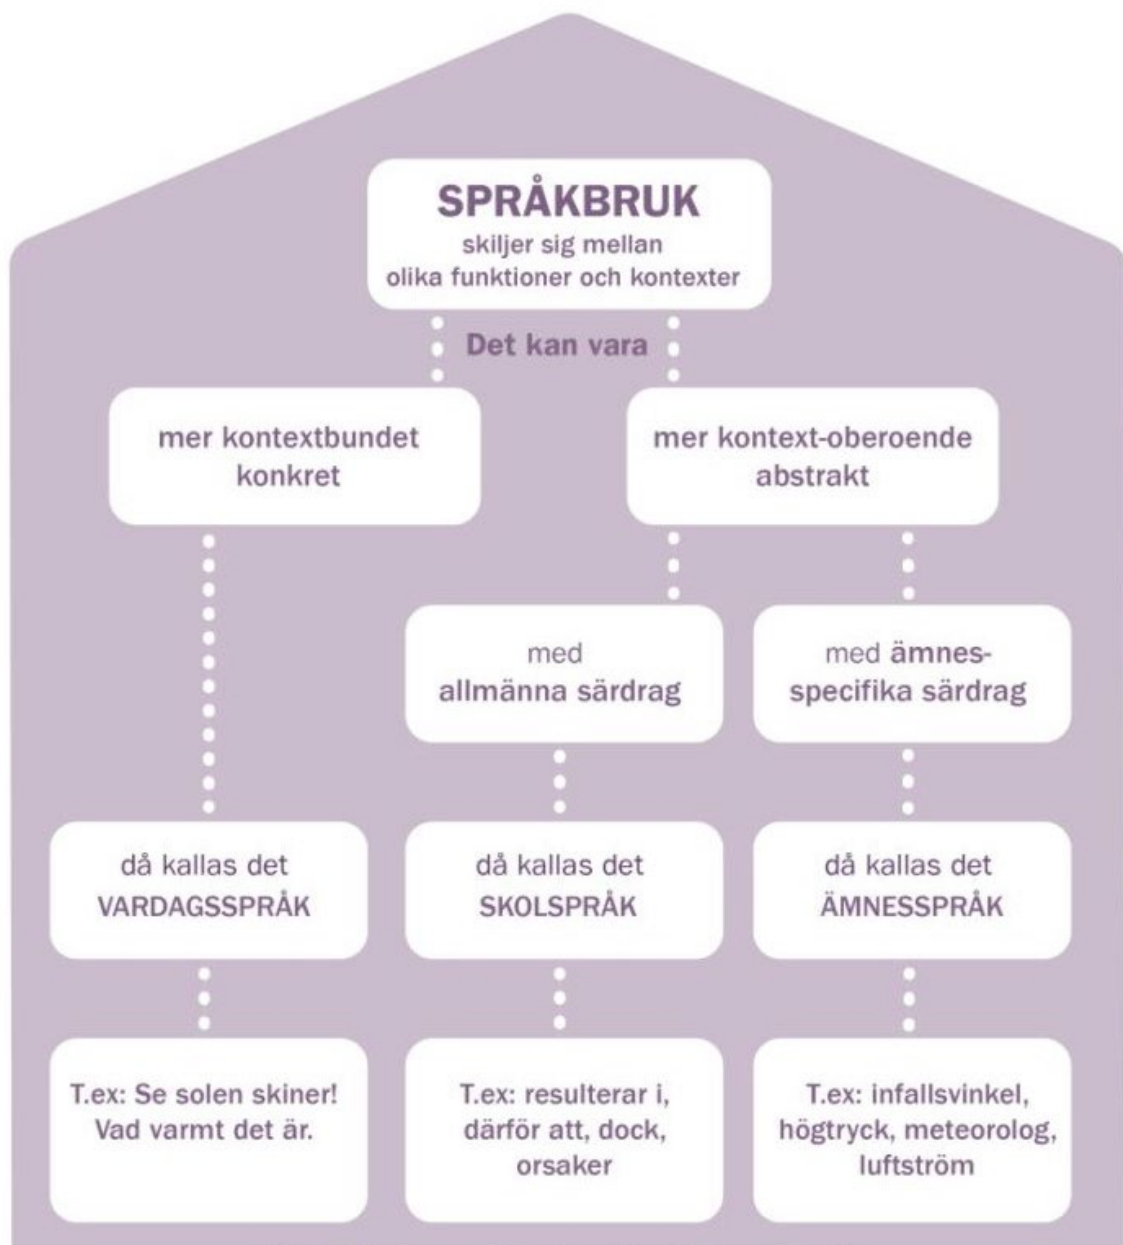 SPRÅKBRUK
skiljer sig mellan
olika funktioner och kontexter
Det kan vara
mer kontextbundet
konkret
mer kontext-oberoende
abstrakt
med
allmänna särdrag
med ämnes-
specifika särdrag
då kallas det
VARDAGSSPRÅK
då kallas det
SKOLSPRÅK
då kallas det
ÄMNESSPRÅK
T.ex: Se solen skiner!
Vad varmt det är.
T.ex: resulterar i,
därför att, dock,
orsaker
T.ex: infallsvinkel,
högtryck, meteorolog,
luftström